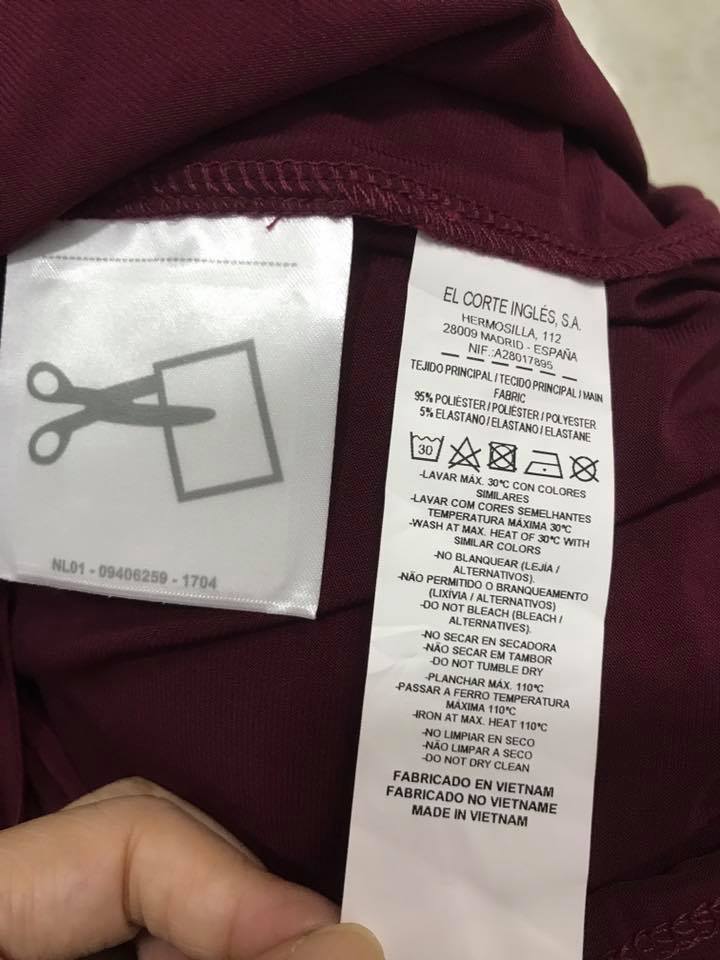 NL01 - 09406259 - 1704
EL CORTE INGLÉS, S.A.
HERMOSILLA, 112
28009 MADRID - ESPAÑA
NIF.:A28017895
TEJIDO PRINCIPAL / TECIDO PRINCIPAL / MAIN
FABRIC
95% POLIÉSTER / POLIÉSTER / POLYESTER
5% ELASTANO / ELASTANO / ELASTANE
30
-LAVAR MÁX. 30°C CON COLORES
SIMILARES
-LAVAR COM CORES SEMELHANTES
TEMPERATURA MÁXIMA 30°C
-WASH AT MAX. HEAT OF 30°C WITH
SIMILAR COLORS
-NO BLANQUEAR (LEJÍA /
ALTERNATIVOS).
-NÃO PERMITIDO O BRANQUEAMENTO
(LIXÍVIA / ALTERNATIVOS)
-DO NOT BLEACH (BLEACH /
ALTERNATIVES).
-NO SECAR EN SECADORA
-NÃO SECAR EM TAMBOR
-DO NOT TUMBLE DRY
-PLANCHAR MÁX. 110°C
-PASSAR A FERRO TEMPERATURA
MÁXIMA 110°C
-IRON AT MAX. HEAT 110°C
-NO LIMPIAR EN SECO
-NÃO LIMPAR A SECO
-DO NOT DRY CLEAN
FABRICADO EN VIETNAM
FABRICADO NO VIETNAME
MADE IN VIETNAM